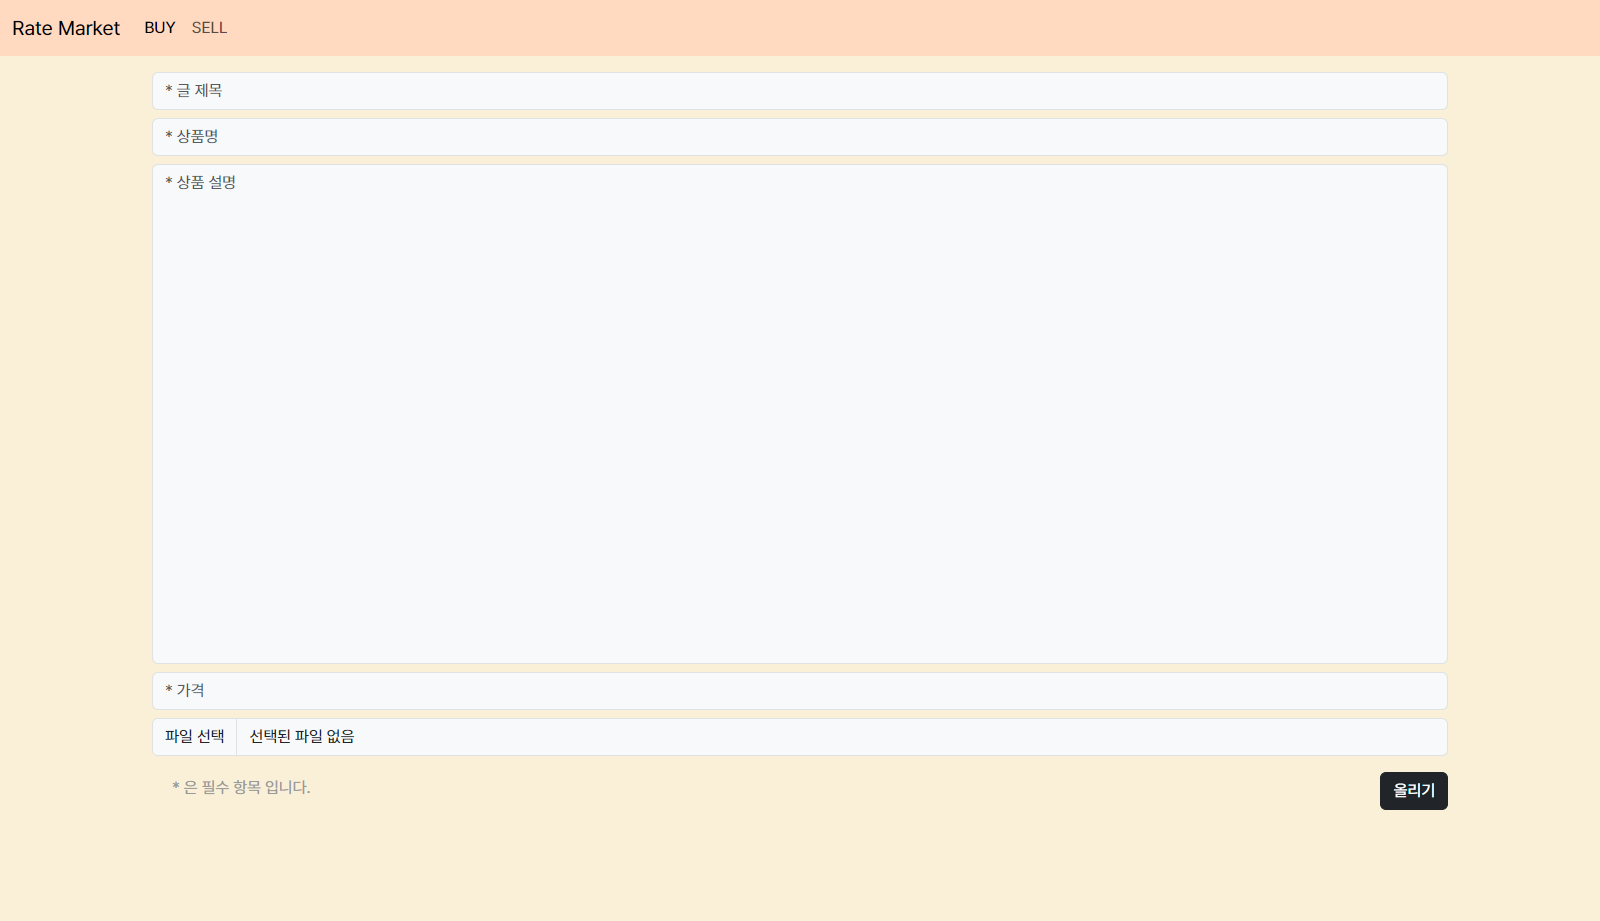 Rate Market BUY SELL
* 글 제목
* 상품명
* 상품 설명
* 가격
파일 선택 선택된 파일 없음
* 은 필수 항목 입니다. 올리기